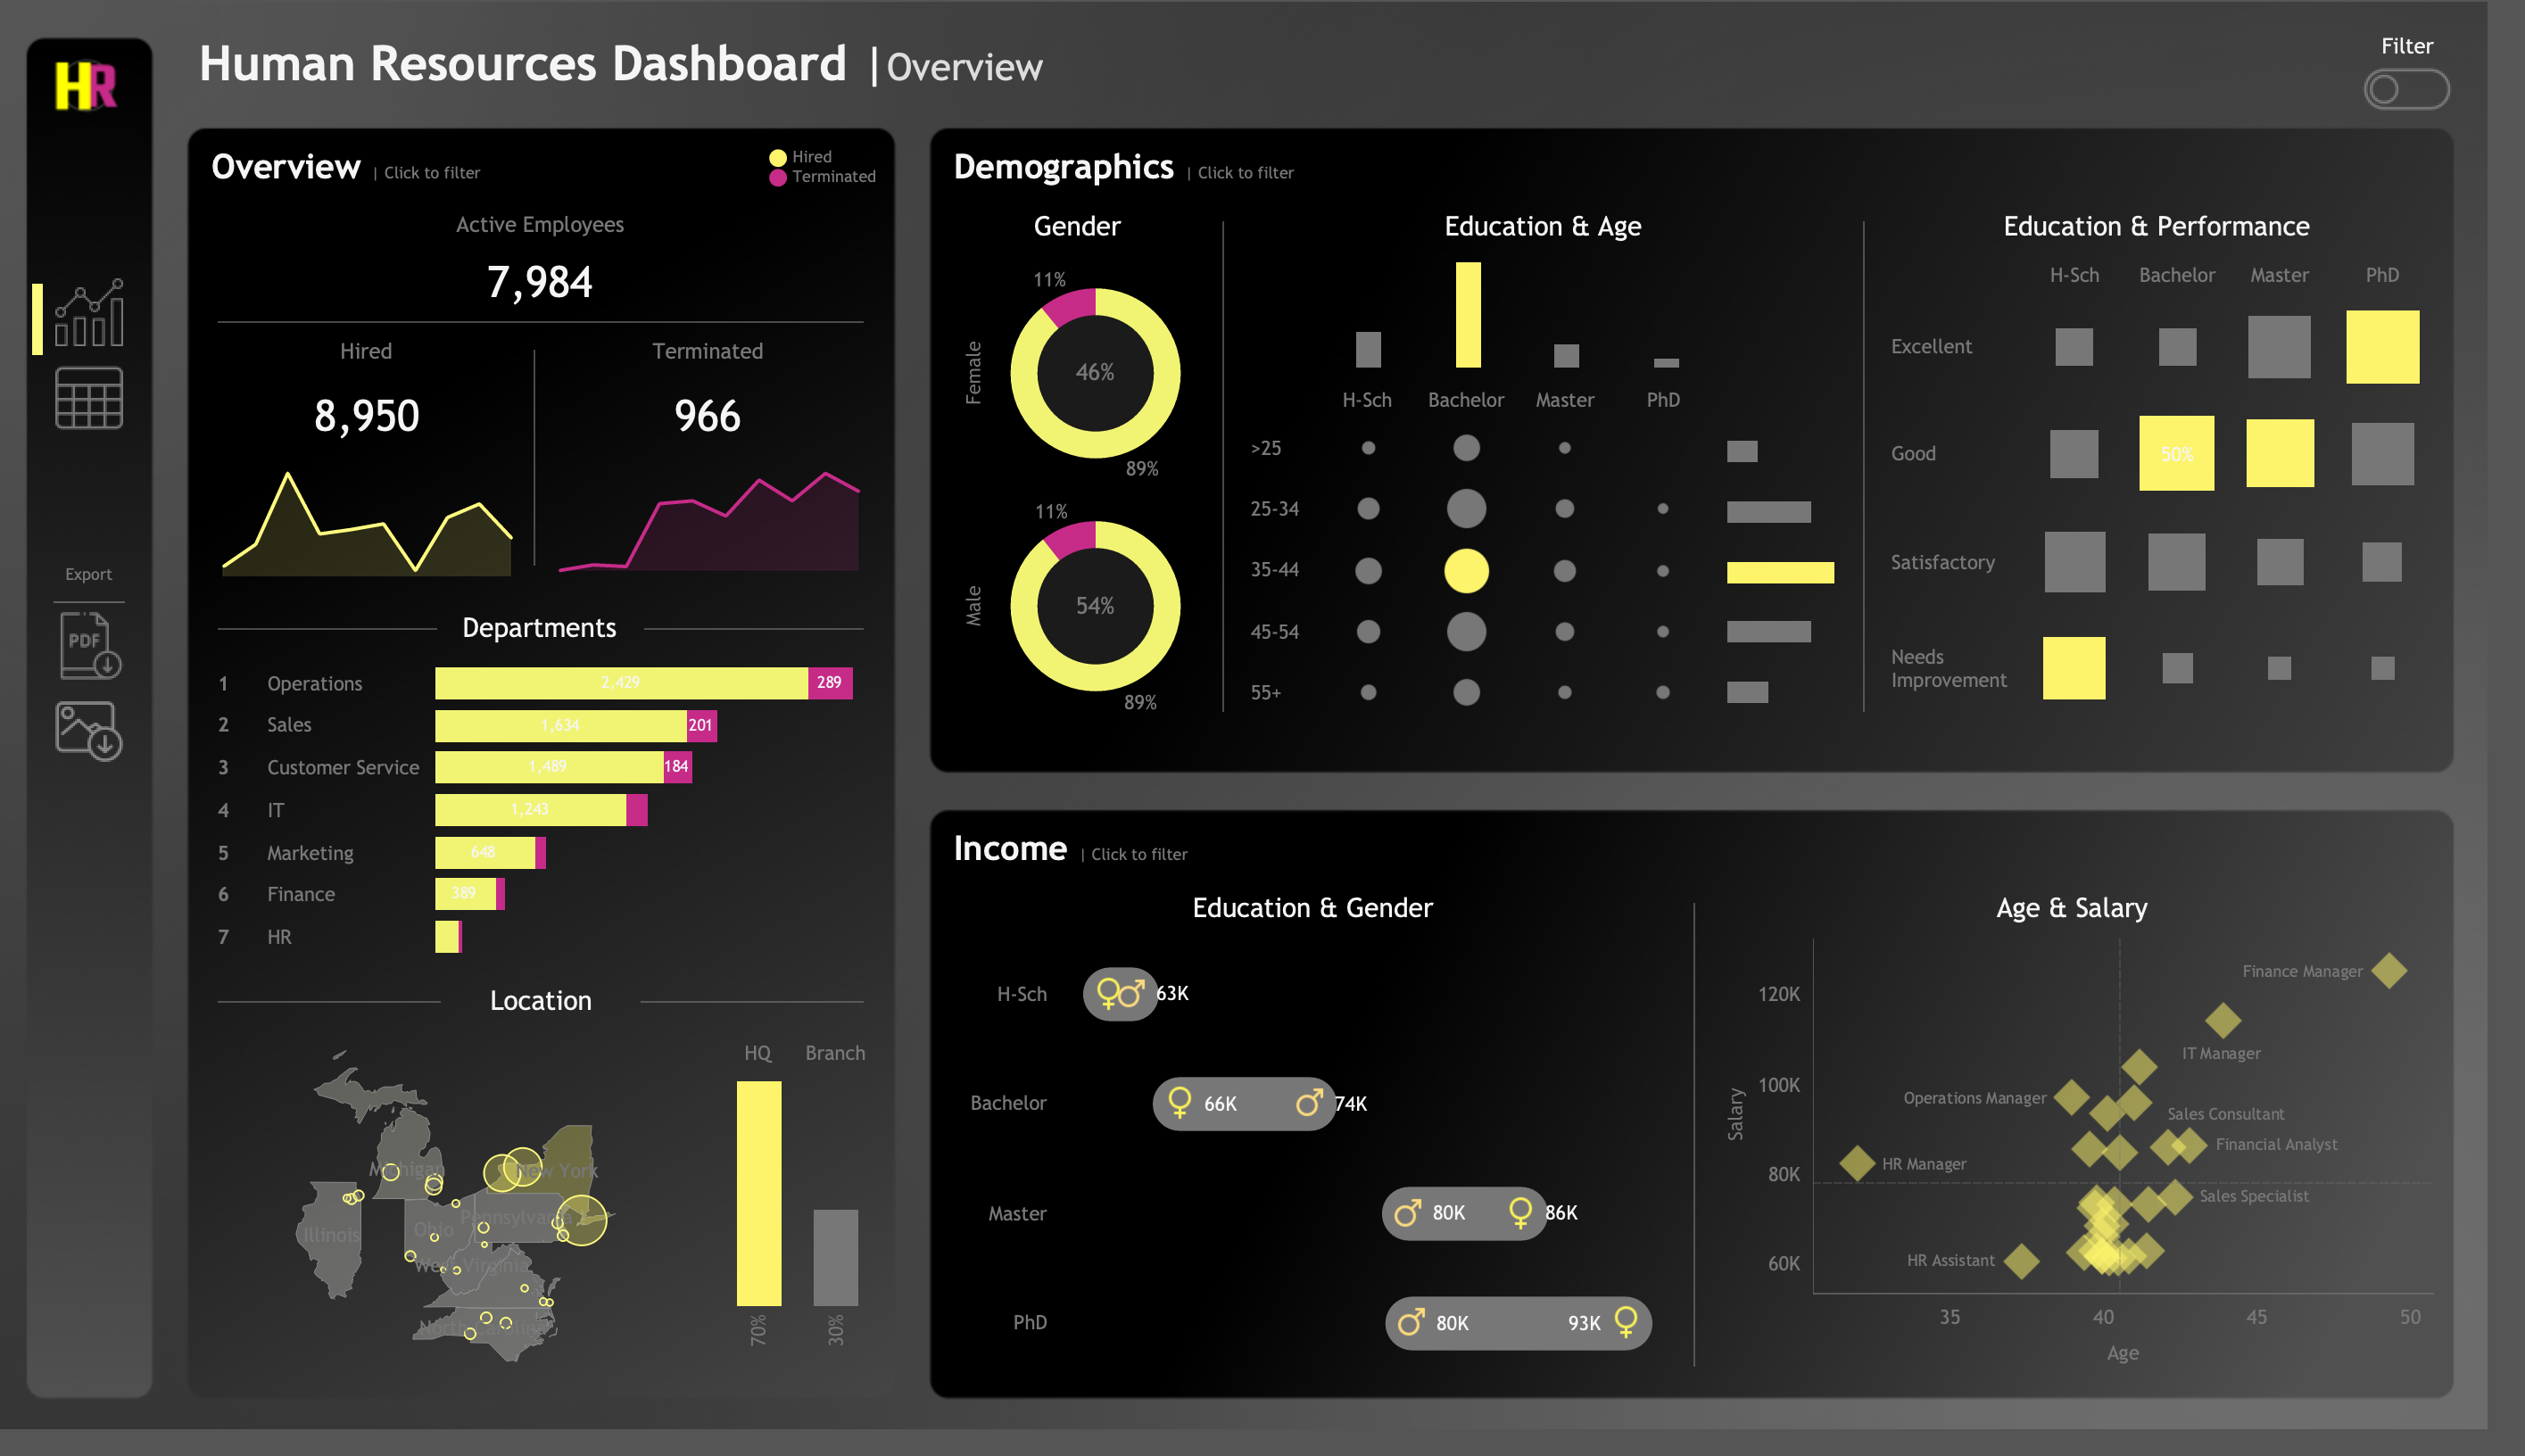 HR
Human Resources Dashboard |Overview
Filter
Export
PDF
Overview | Click to filter
Hired
Terminated
Active Employees
7,984
Hired
8,950
Terminated
966
Departments
1 Operations 2,429 289
2 Sales 1,634 201
3 Customer Service 1,489 184
4 IT 1,243
5 Marketing 648
6 Finance 389
7 HR
Location
Michigan
New York
Illinois
Ohio
Pennsylvania
West Virginia
North Carolina
HQ Branch
70% 30%
Demographics | Click to filter
Gender
Female
11%
46%
89%
Male
11%
54%
89%
Education & Age
H-Sch Bachelor Master PhD
>25
25-34
35-44
45-54
55+
Education & Performance
H-Sch Bachelor Master PhD
Excellent
Good 50%
Satisfactory
Needs
Improvement
Income | Click to filter
Education & Gender
H-Sch 63K
Bachelor 66K 74K
Master 80K 86K
PhD 80K 93K
Age & Salary
Salary
120K
100K
80K
60K
Finance Manager
IT Manager
Operations Manager
Sales Consultant
Financial Analyst
HR Manager
Sales Specialist
HR Assistant
35 40 45 50
Age